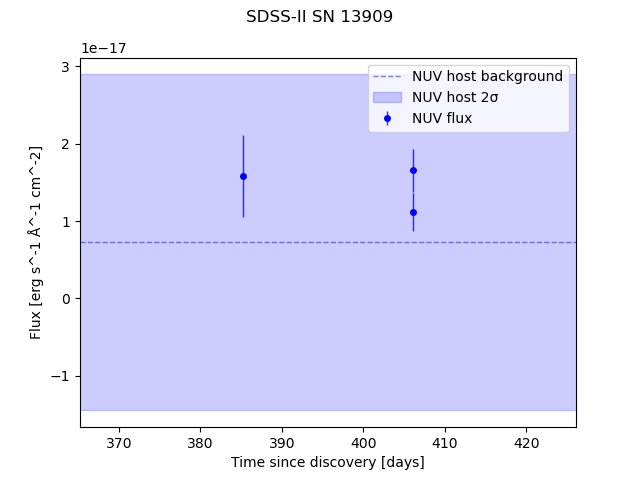 SDSS-II SN 13909
1e−17
NUV host background
NUV host 2σ
NUV flux
3
2
1
0
−1
Flux [erg s^-1 Å^-1 cm^-2]
370 380 390 400 410 420
Time since discovery [days]